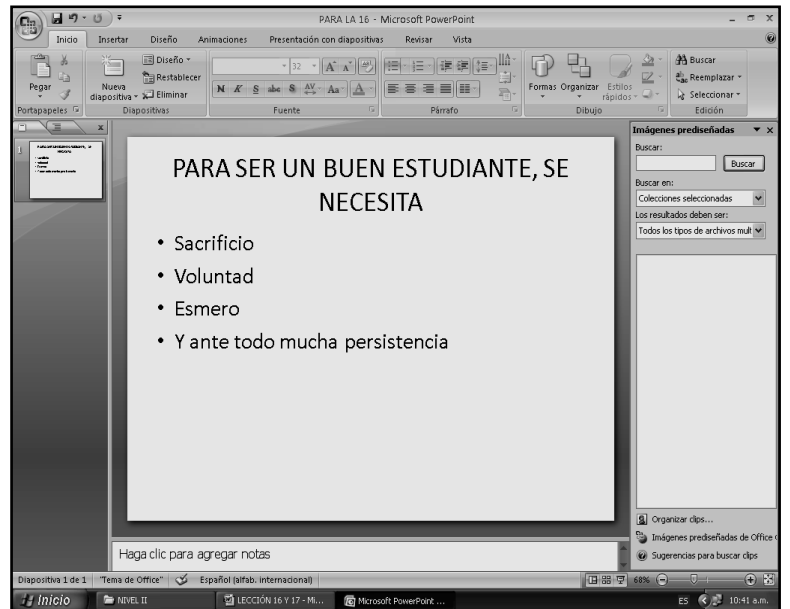 PARA LA 16 - Microsoft PowerPoint
Inicio Insertar Diseño Animaciones Presentación con diapositivas Revisar Vista
Pegar
Portapapeles
Nueva diapositiva
Diseño
Restablecer
Eliminar
Diapositivas
32
N K S abc S AV Aa A
Fuente
Párrafo
Formas Organizar Estilos rápidos
Dibujo
Buscar
Reemplazar
Seleccionar
Edición
1
PARA SER UN BUEN ESTUDIANTE, SE
NECESITA
• Sacrificio
• Voluntad
• Esmero
• Y ante todo mucha persistencia
Haga clic para agregar notas
Imágenes prediseñadas
Buscar:
Buscar
Buscar en:
Colecciones seleccionadas
Los resultados deben ser:
Todos los tipos de archivos mult
Organizar clips...
Imágenes prediseñadas de Office
Sugerencias para buscar clips
Diapositiva 1 de 1 "Tema de Office" Español (alfab. internacional) 68%
Inicio NIVEL II LECCIÓN 16 Y 17 - Mi... Microsoft PowerPoint ... ES 10:41 a.m.